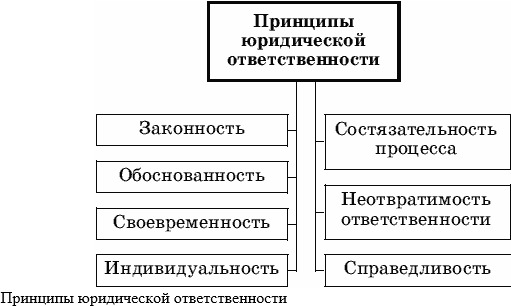 Принципы
юридической
ответственности
Законность
Обоснованность
Своевременность
Индивидуальность
Состязательность
процесса
Неотвратимость
ответственности
Справедливость
Принципы юридической ответственности